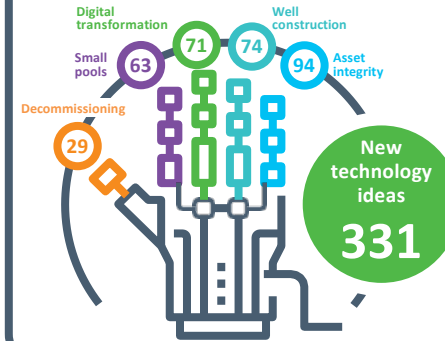 Digital
transformation
71
Well
construction
74
Small
pools
63
Asset
integrity
94
Decommissioning
29
New
technology
ideas
331